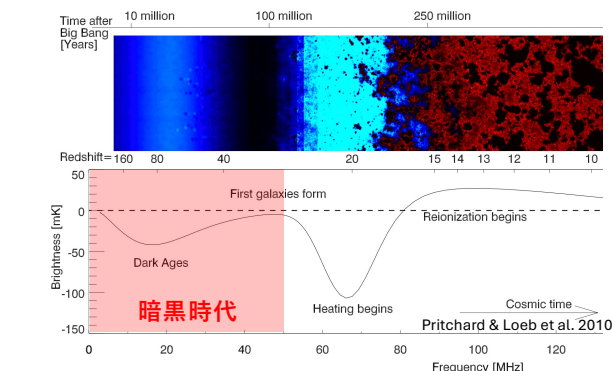 Time after
Big Bang
[Years]
10 million 100 million 250 million
Redshift= 160 80 40 20 15 14 13 12 11 10
Brightness [mK]
50
0
-50
-100
-150
First galaxies form
Reionization begins
Dark Ages
暗黒時代
Heating begins
Cosmic time
Pritchard & Loeb et al. 2010
0 20 40 60 80 100 120
Frequency [MHz]